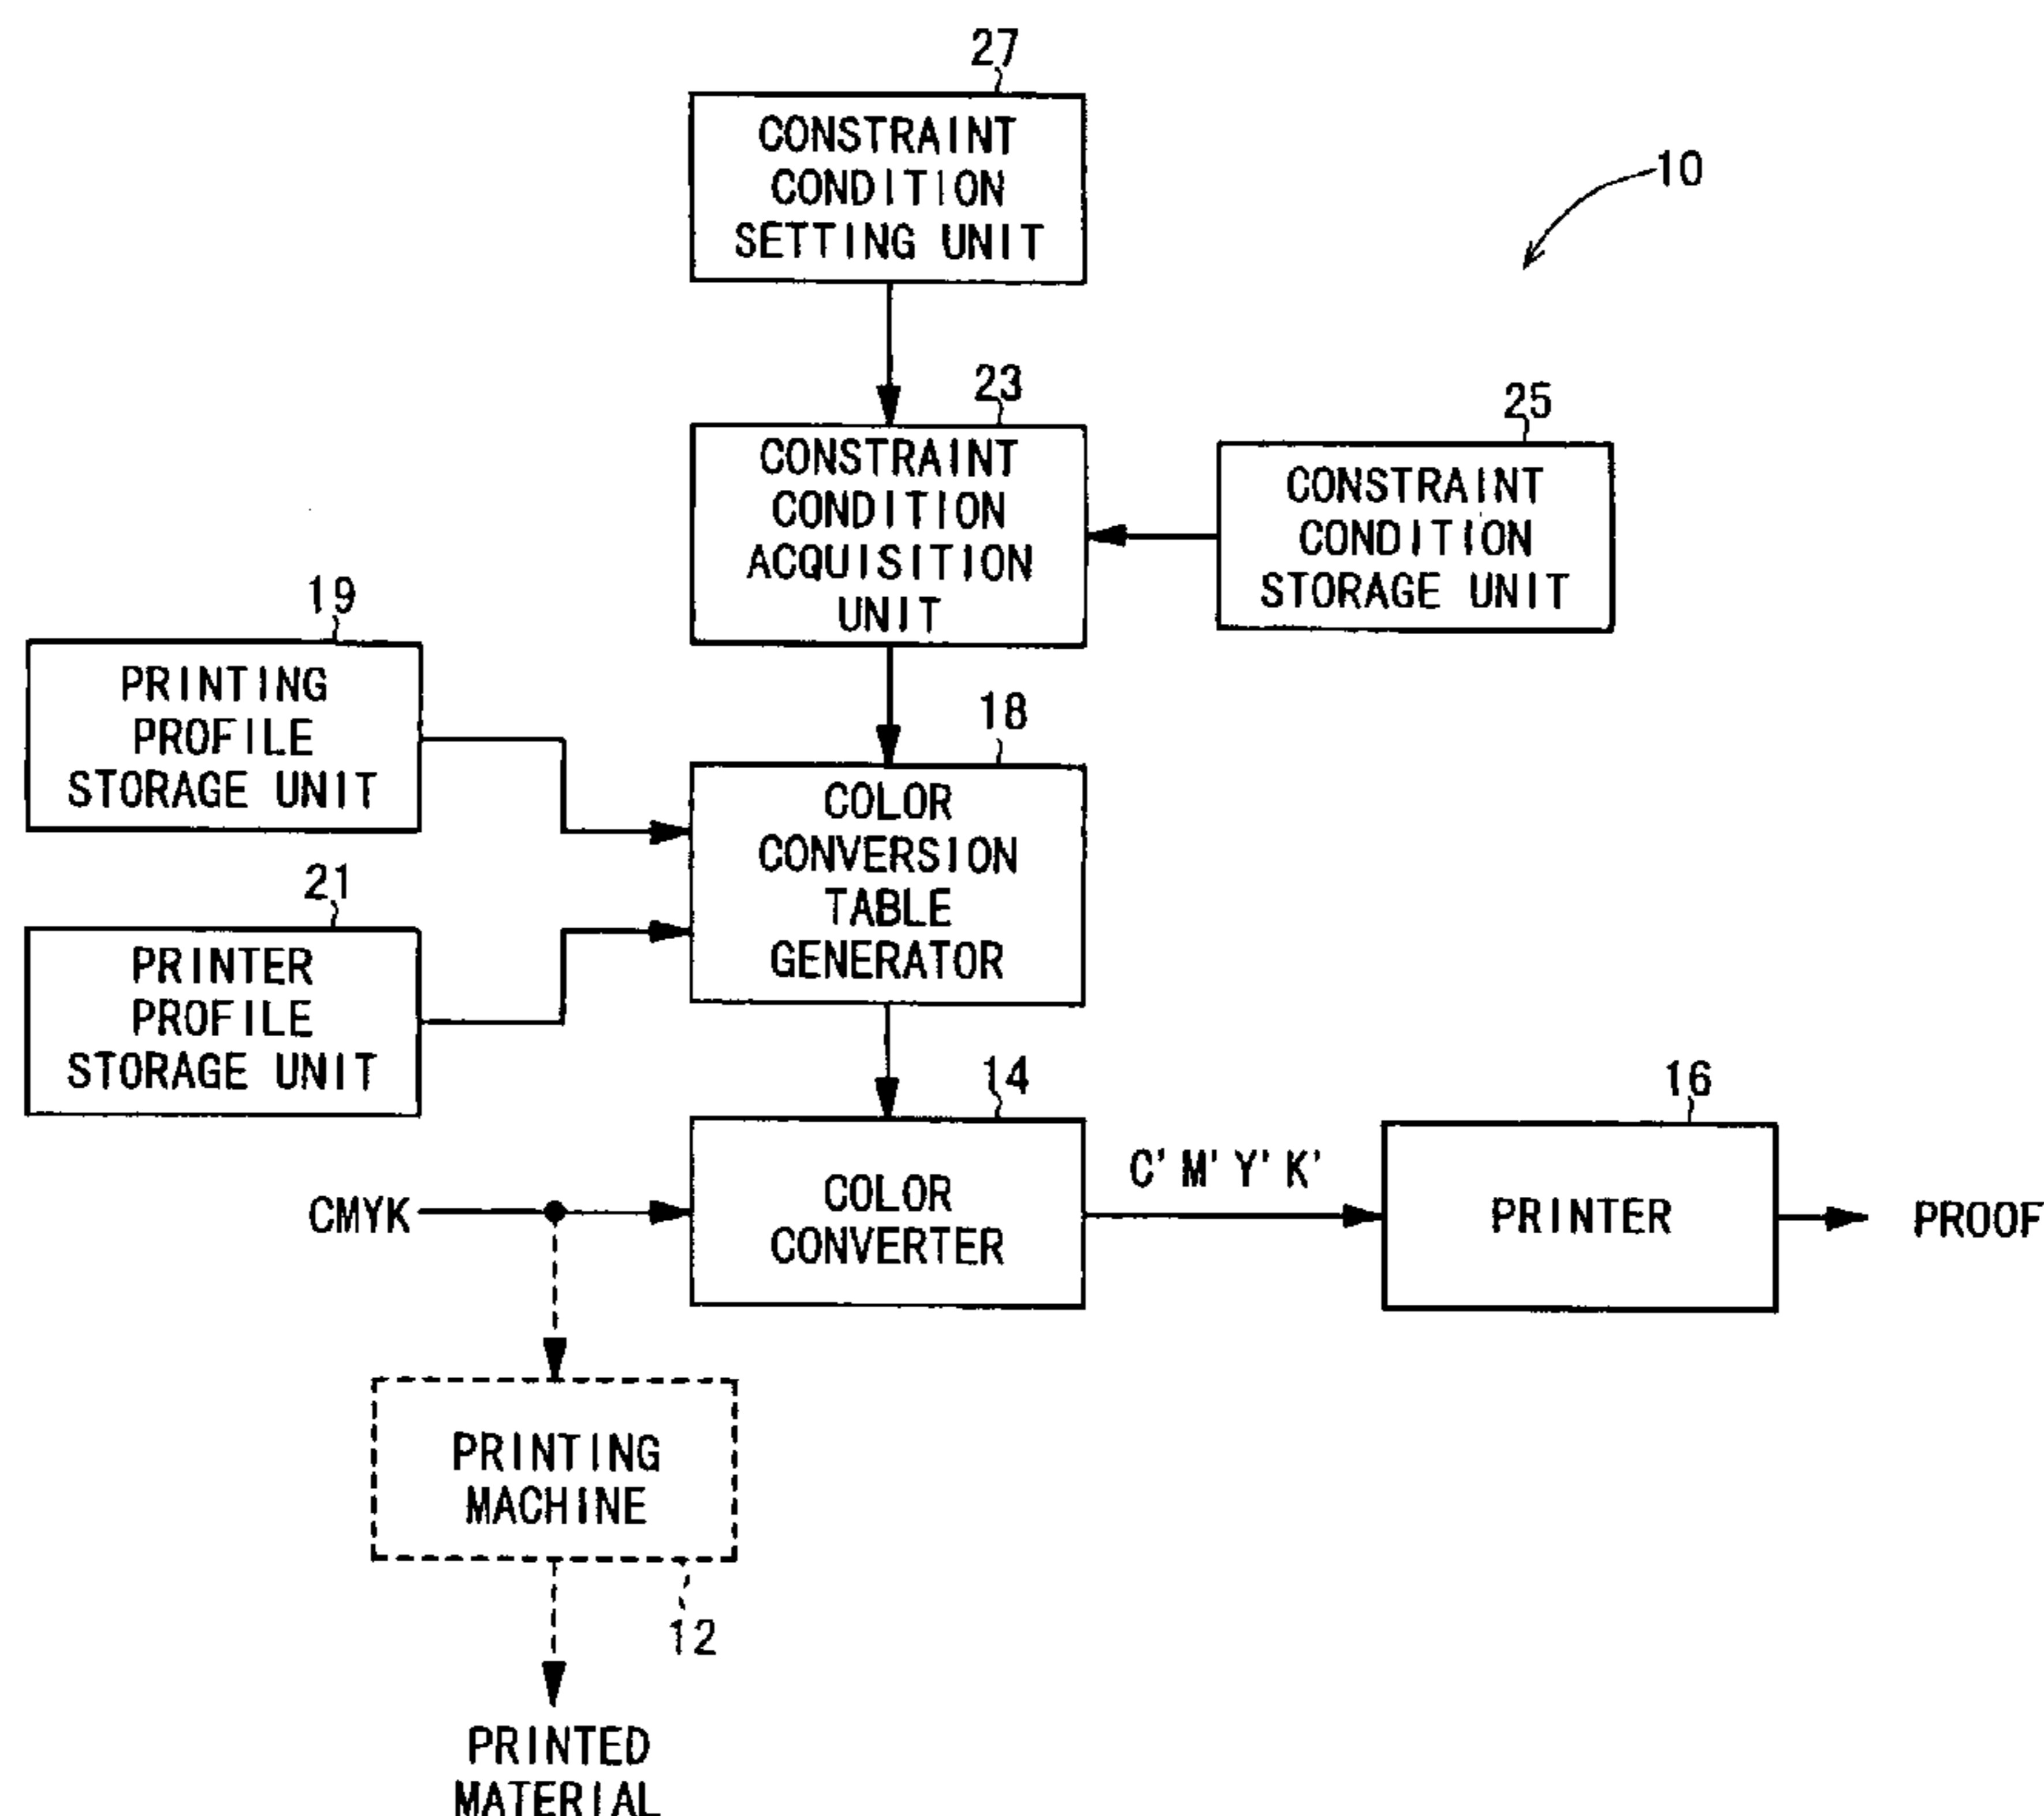 27
CONSTRAINT
CONDITION
SETTING UNIT
10
23
CONSTRAINT
CONDITION
ACQUISITION
UNIT
25
CONSTRAINT
CONDITION
STORAGE UNIT
19
PRINTING
PROFILE
STORAGE UNIT
18
COLOR
CONVERSION
TABLE
GENERATOR
21
PRINTER
PROFILE
STORAGE UNIT
14
CMYK
COLOR
CONVERTER
C'M'Y'K'
16
PRINTER
PROOF
PRINTING
MACHINE
12
PRINTED
MATERIAL